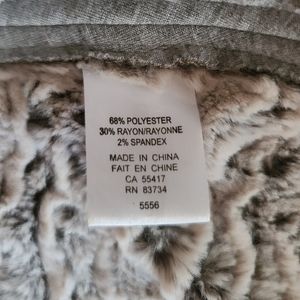 68% POLYESTER
30% RAYON/RAYONNE
2% SPANDEX
MADE IN CHINA
FAIT EN CHINE
CA 55417
RN 83734
5556